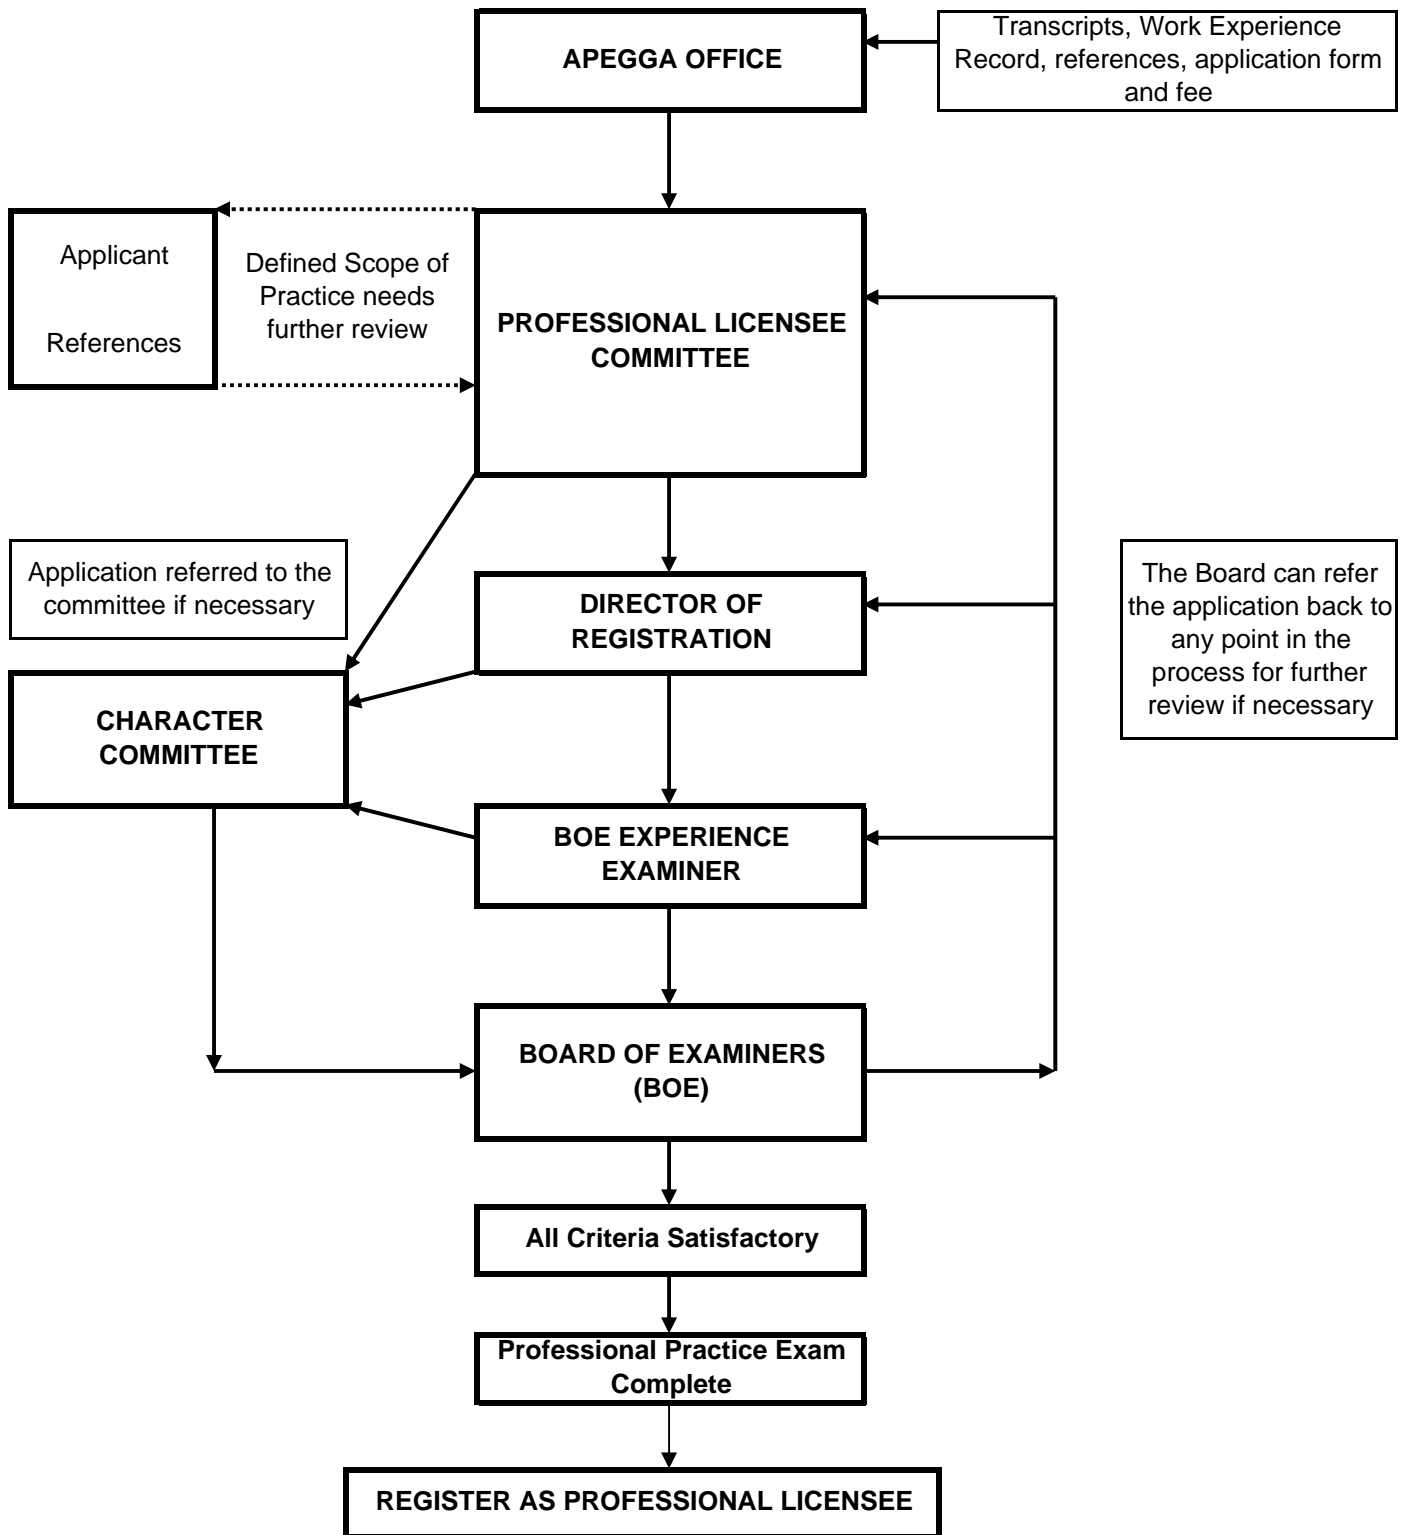 APEGGA OFFICE
Transcripts, Work Experience
Record, references, application form
and fee
Applicant
References
Defined Scope of
Practice needs
further review
PROFESSIONAL LICENSEE
COMMITTEE
Application referred to the
committee if necessary
DIRECTOR OF
REGISTRATION
The Board can refer
the application back to
any point in the
process for further
review if necessary
CHARACTER
COMMITTEE
BOE EXPERIENCE
EXAMINER
BOARD OF EXAMINERS
(BOE)
All Criteria Satisfactory
Professional Practice Exam
Complete
REGISTER AS PROFESSIONAL LICENSEE